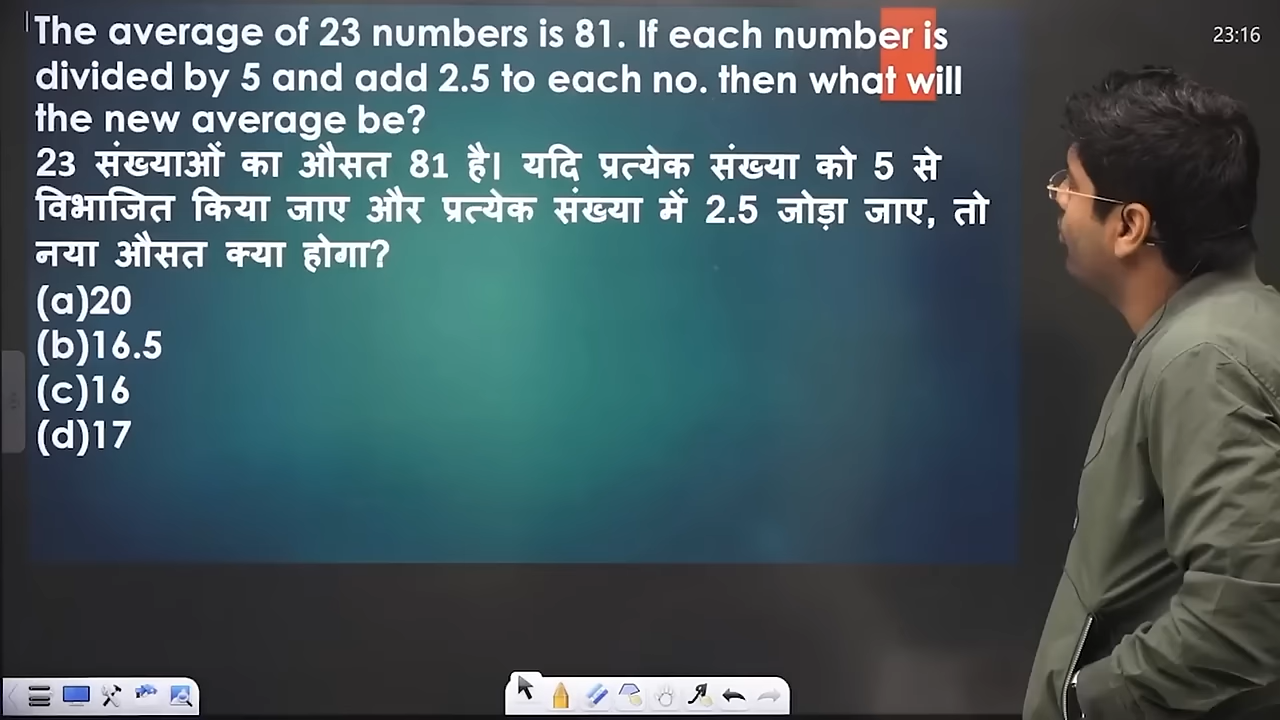 The average of 23 numbers is 81. If each number is
23:16
divided by 5 and add 2.5 to each no. then what will
the new average be?
23 संख्याओं का औसत 81 है। यदि प्रत्येक संख्या को 5 से
विभाजित किया जाए और प्रत्येक संख्या में 2.5 जोड़ा जाए, तो
नया औसत क्या होगा?
(a)20
(b)16.5
(c)16
(d)17